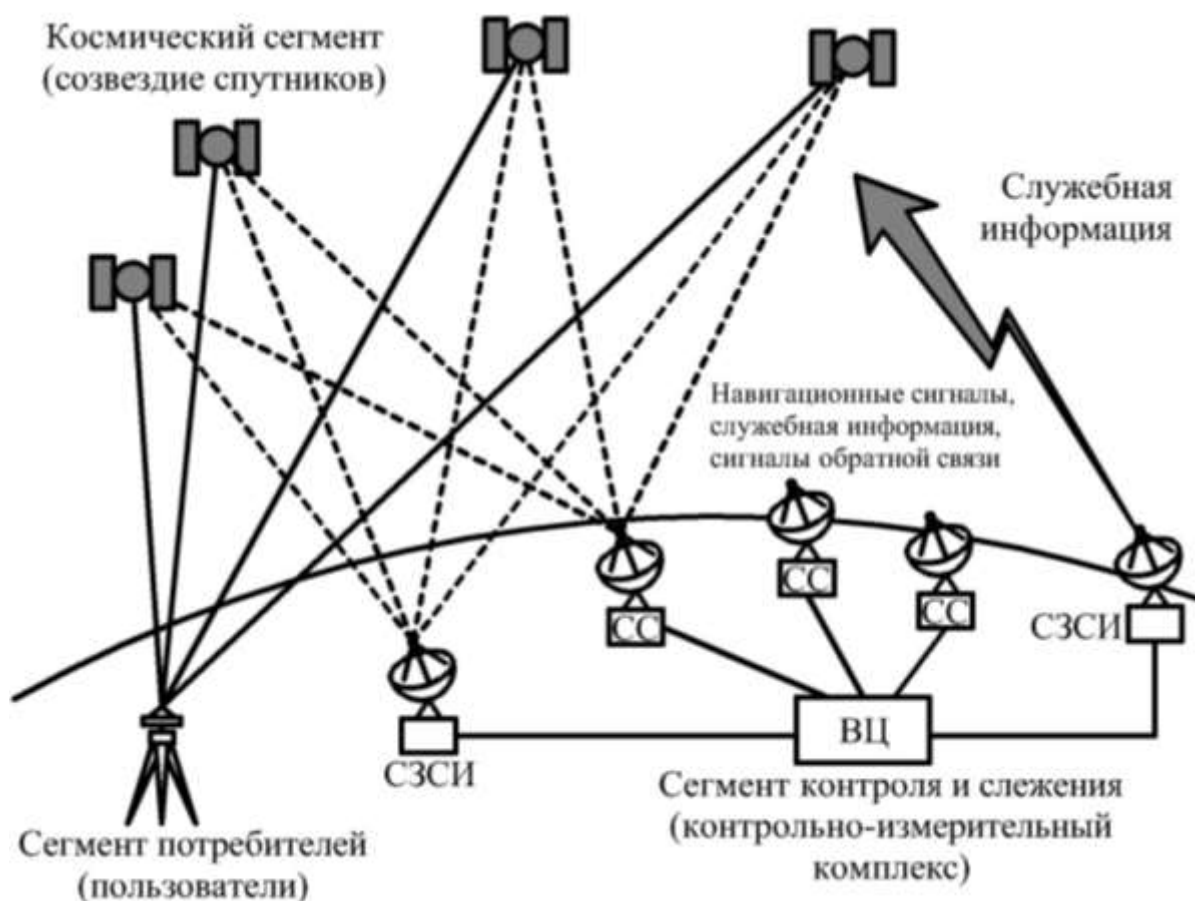 Космический сегмент
(созвездие спутников)
Служебная
информация
Навигационные сигналы,
служебная информация,
сигналы обратной связи
СС
СС
СС
СЗСИ
СЗСИ
ВЦ
Сегмент контроля и слежения
(контрольно-измерительный
комплекс)
Сегмент потребителей
(пользователи)